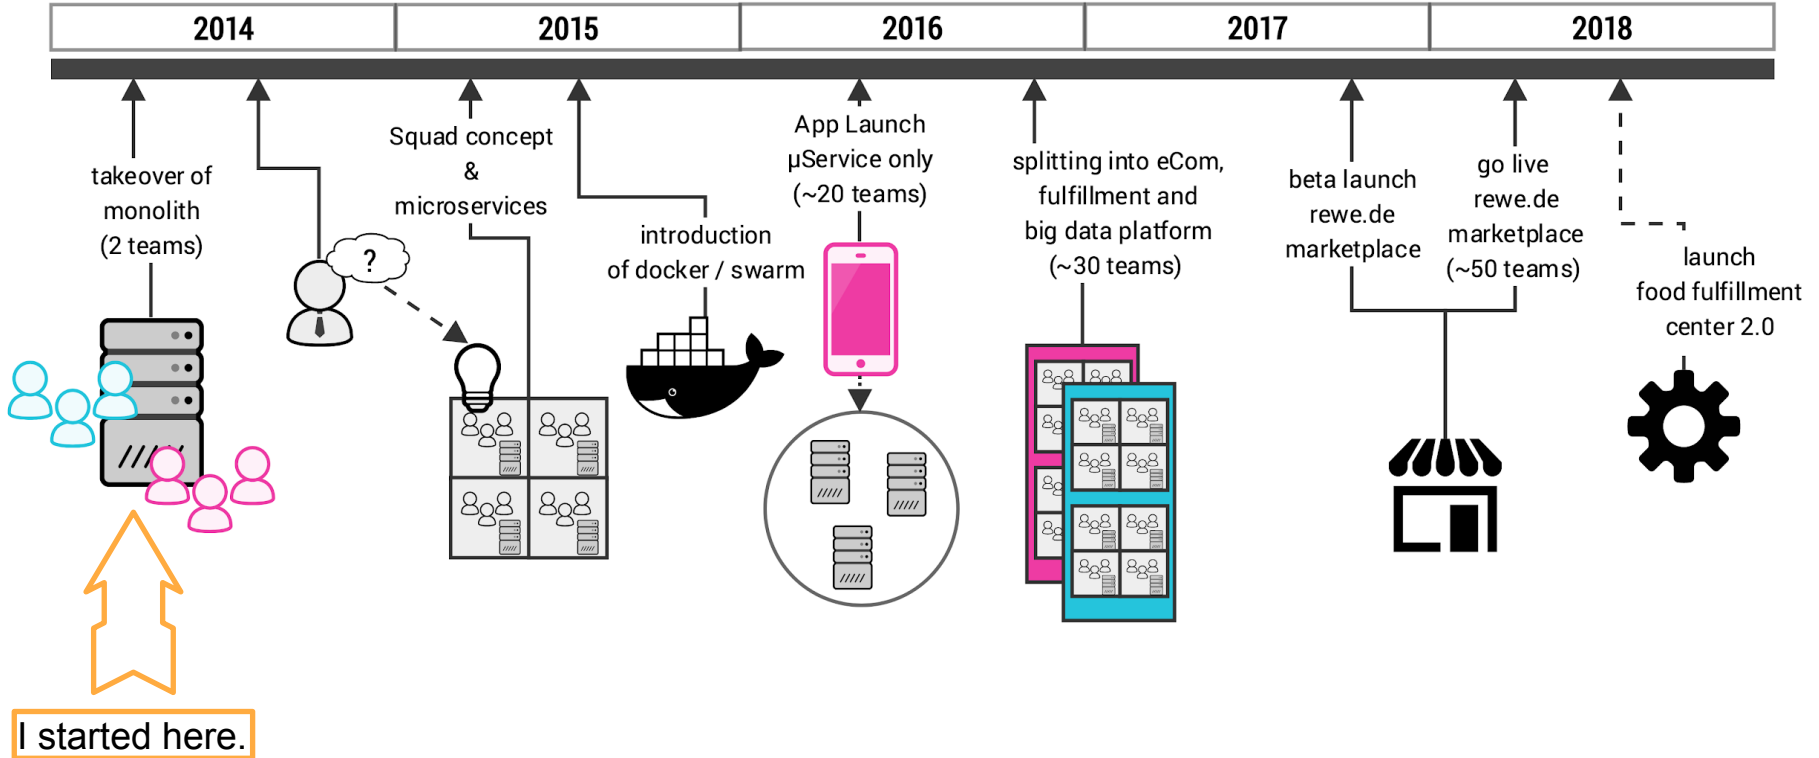 2014
2015
2016
2017
2018
takeover of
monolith
(2 teams)
?
Squad concept
&
microservices
introduction
of docker / swarm
App Launch
µService only
(~20 teams)
splitting into eCom,
fulfillment and
big data platform
(~30 teams)
beta launch
rewe.de
marketplace
go live
rewe.de
marketplace
(~50 teams)
launch
food fulfillment
center 2.0
I started here.